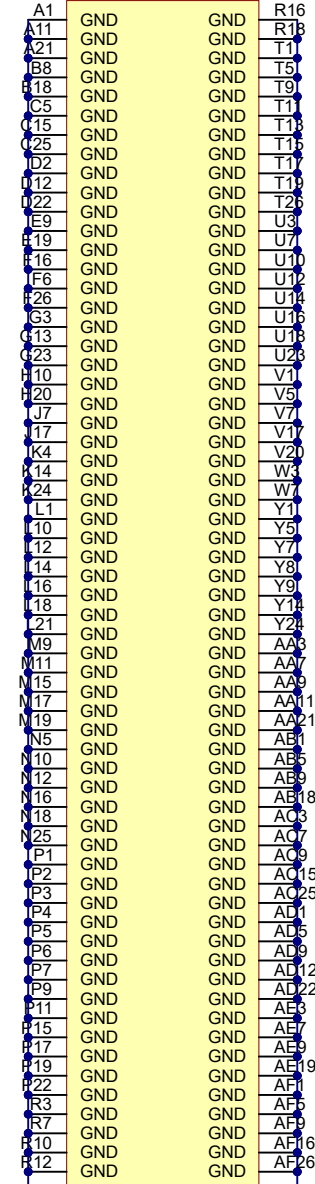 A1 GND GND R16
A11 GND GND R18
A21 GND GND T1
B8 GND GND T5
B18 GND GND T9
C5 GND GND T11
C15 GND GND T13
C25 GND GND T15
D2 GND GND T17
D12 GND GND T19
D22 GND GND T26
E9 GND GND U3
E19 GND GND U7
F16 GND GND U10
F6 GND GND U12
F26 GND GND U14
G3 GND GND U16
G13 GND GND U18
G23 GND GND U23
H10 GND GND V1
H20 GND GND V5
J7 GND GND V7
J17 GND GND V17
K4 GND GND V20
K14 GND GND W3
K24 GND GND W7
L1 GND GND Y1
L10 GND GND Y5
L12 GND GND Y7
L14 GND GND Y8
L16 GND GND Y9
L18 GND GND Y14
L21 GND GND Y24
M9 GND GND AA3
M11 GND GND AA7
M15 GND GND AA9
M17 GND GND AA11
M19 GND GND AA21
N5 GND GND AB1
N10 GND GND AB5
N12 GND GND AB9
N16 GND GND AB18
N18 GND GND AC3
N25 GND GND AC7
P1 GND GND AC9
P2 GND GND AC15
P3 GND GND AC25
P4 GND GND AD1
P5 GND GND AD5
P6 GND GND AD9
P7 GND GND AD12
P9 GND GND AD22
P11 GND GND AE3
P15 GND GND AE7
P17 GND GND AE9
P19 GND GND AE19
P22 GND GND AF1
R3 GND GND AF5
R7 GND GND AF9
R10 GND GND AF16
R12 GND GND AF26